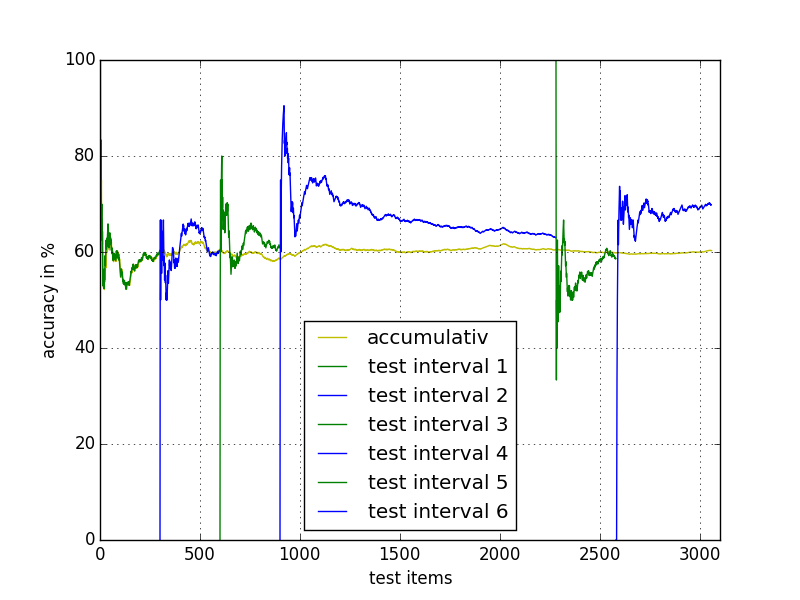 100
80
60
40
20
0
accuracy in %
accumulativ
test interval 1
test interval 2
test interval 3
test interval 4
test interval 5
test interval 6
0 500 1000 1500 2000 2500 3000
test items